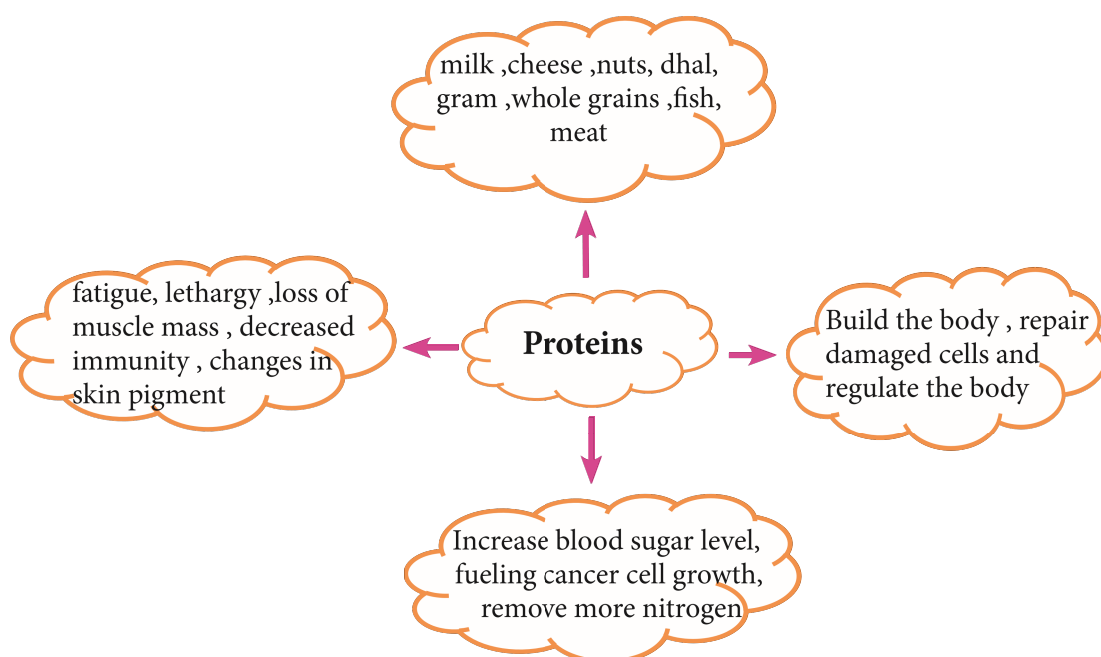 milk ,cheese ,nuts, dhal,
gram ,whole grains ,fish,
meat
fatigue, lethargy ,loss of
muscle mass , decreased
immunity , changes in
skin pigment
Proteins
Build the body , repair
damaged cells and
regulate the body
Increase blood sugar level,
fueling cancer cell growth,
remove more nitrogen